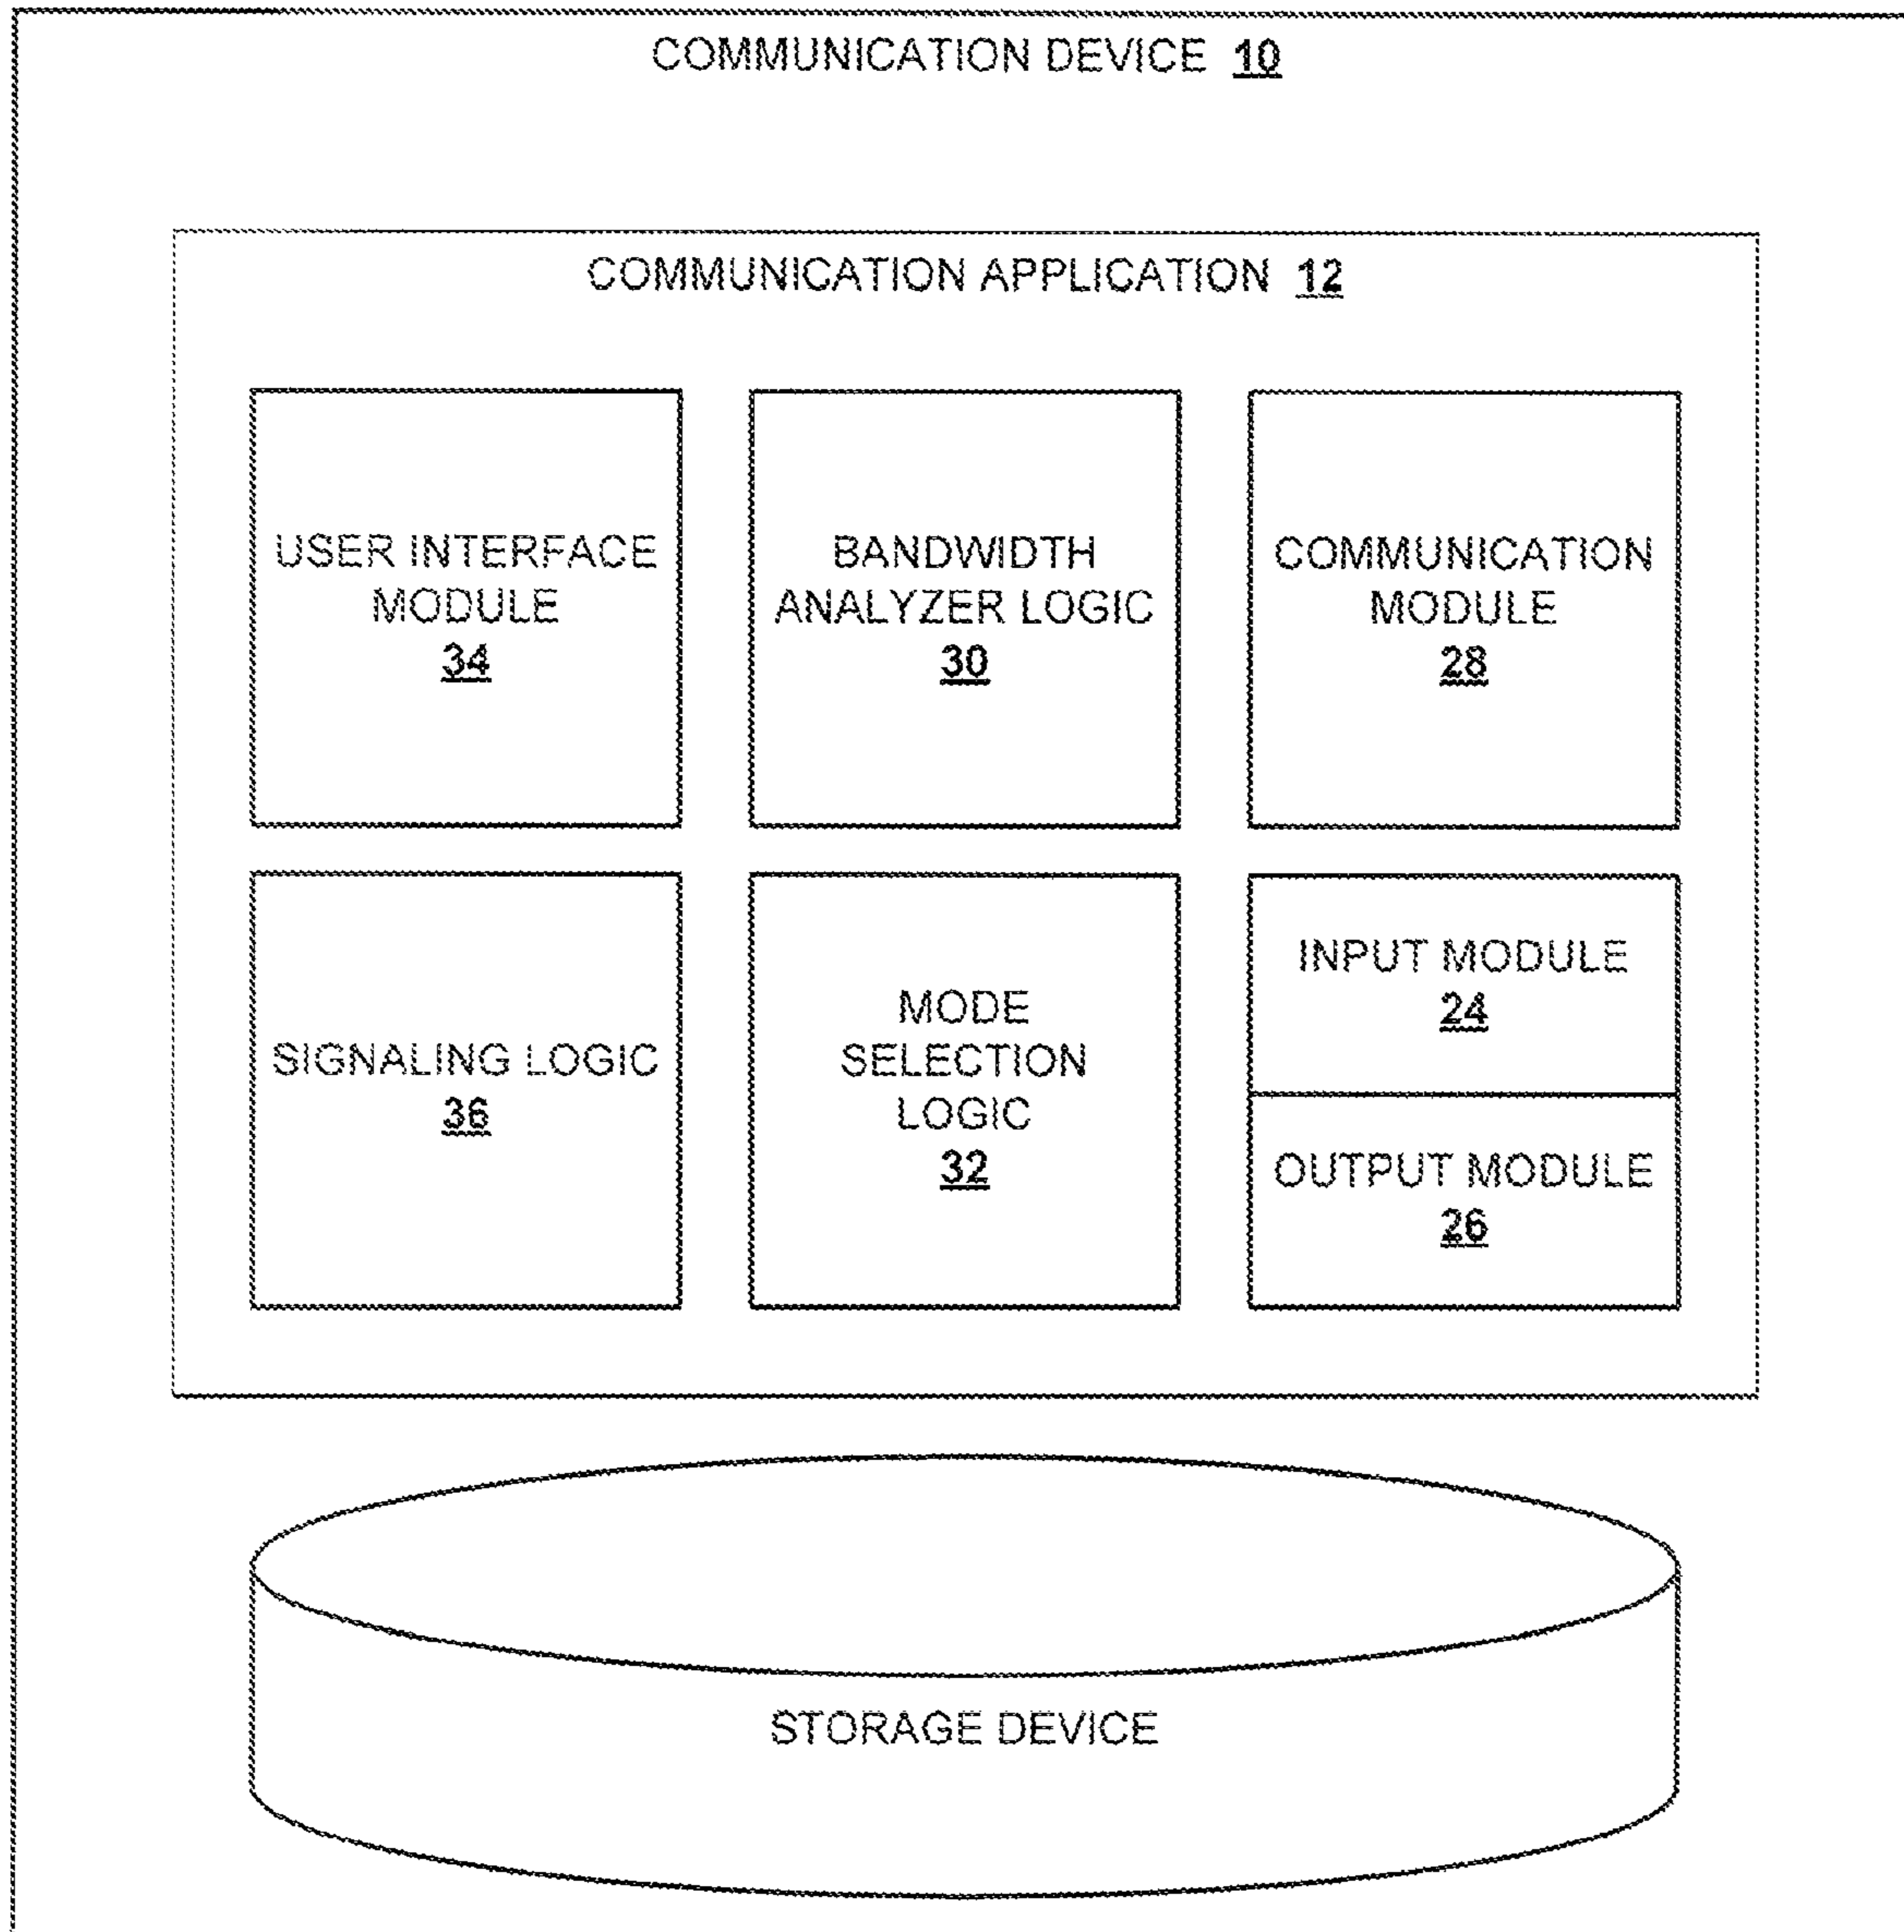 COMMUNICATION DEVICE 10
COMMUNICATION APPLICATION 12
USER INTERFACE
MODULE
34
BANDWIDTH
ANALYZER LOGIC
30
COMMUNICATION
MODULE
28
SIGNALING LOGIC
36
MODE
SELECTION
LOGIC
32
INPUT MODULE
24
OUTPUT MODULE
26
STORAGE DEVICE